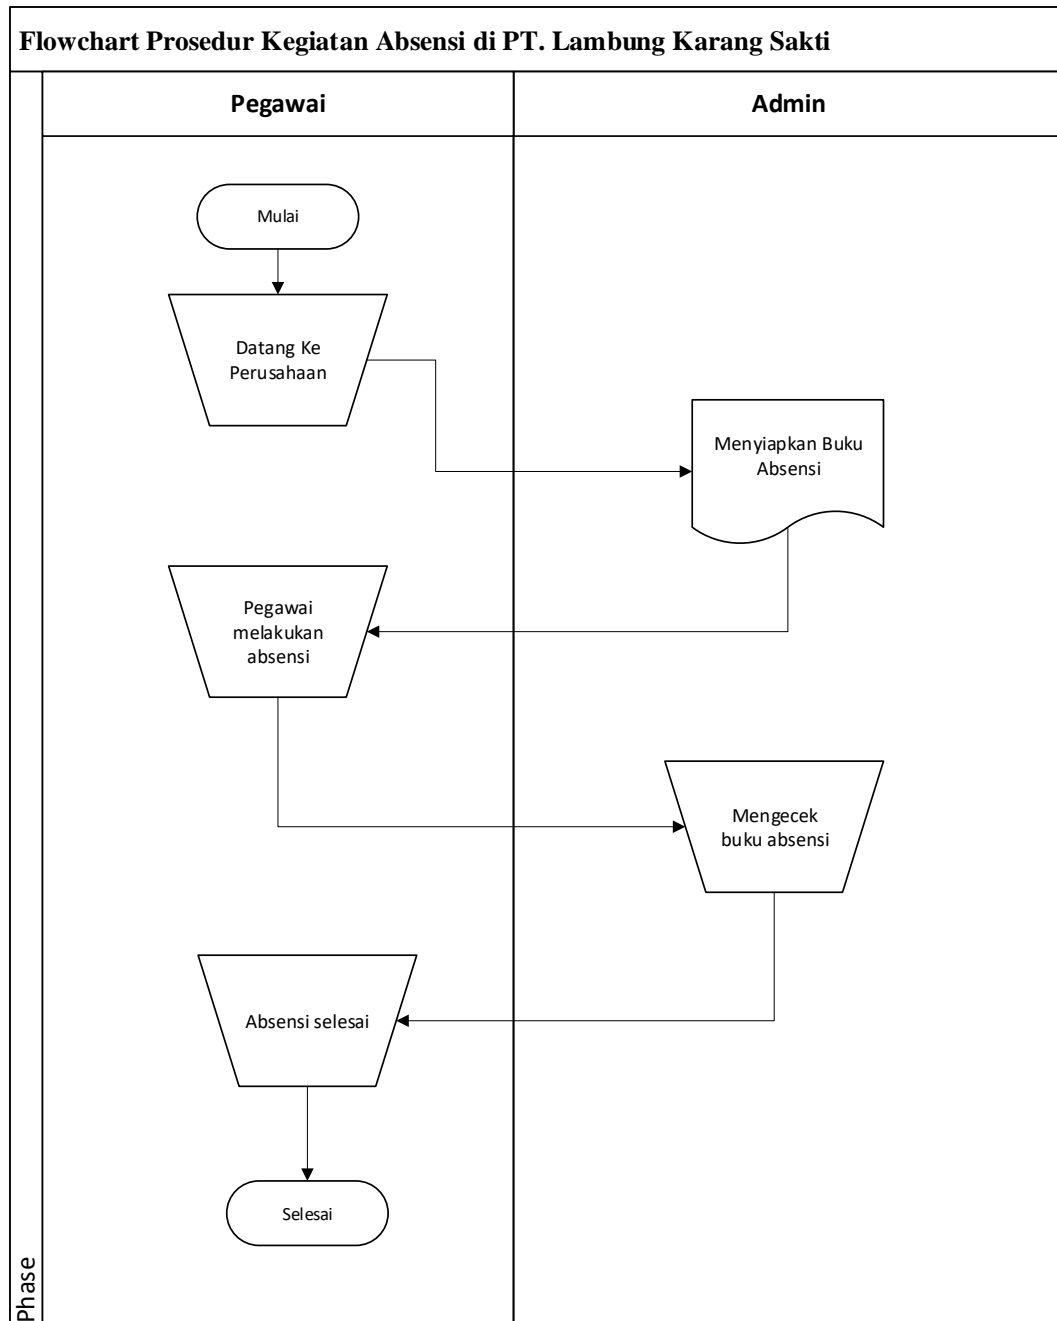 Flowchart Prosedur Kegiatan Absensi di PT. Lambung Karang Sakti
Pegawai
Admin
Mulai
Datang Ke
Perusahaan
Menyiapkan Buku
Absensi
Pegawai
melakukan
absensi
Mengecek
buku absensi
Absensi selesai
Selesai
Phase